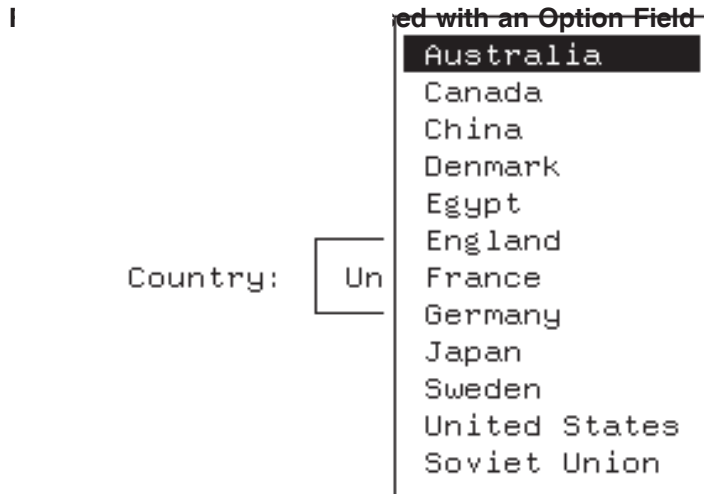 with an Option Field
Australia
Canada
China
Denmark
Egypt
England
Country: Un France
Germany
Japan
Sweden
United States
Soviet Union